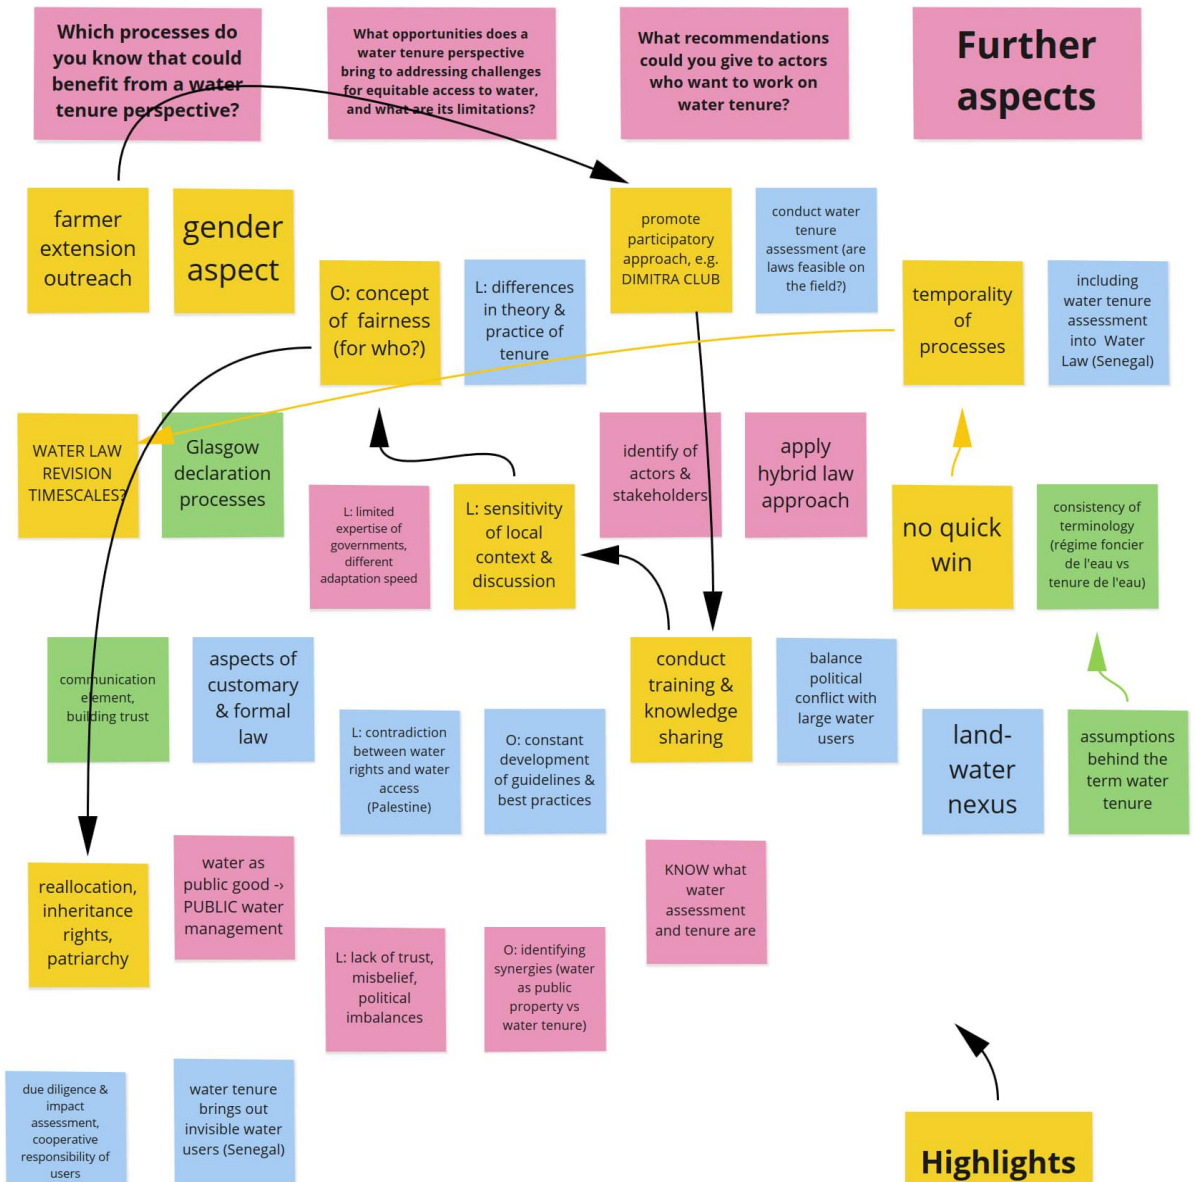 Which processes do
you know that could
benefit from a water
tenure perspective?
What opportunities does a
water tenure perspective
bring to addressing challenges
for equitable access to water,
and what are its limitations?
What recommendations
could you give to actors
who want to work on
water tenure?
Further
aspects
farmer
extension
outreach
gender
aspect
promote
participatory
approach, e.g.
DIMITRA CLUB
conduct water
tenure
assessment (are
laws feasible on
the field?)
O: concept
of fairness
(for who?)
L: differences
in theory &
practice of
tenure
temporality
of
processes
including
water tenure
assessment
into Water
Law (Senegal)
WATER LAW
REVISION
TIMESCALES?
Glasgow
declaration
processes
identify of
actors &
stakeholders
apply
hybrid law
approach
L: limited
expertise of
governments,
different
adaptation speed
L: sensitivity
of local
context &
discussion
no quick
win
consistency of
terminology
(régime foncier
de l'eau vs
tenure de l'eau)
communication
element,
building trust
aspects of
customary
& formal
law
conduct
training &
knowledge
sharing
balance
political
conflict with
large water
users
L: contradiction
between water
rights and water
access
(Palestine)
O: constant
development
of guidelines &
best practices
land-
water
nexus
assumptions
behind the
term water
tenure
reallocation,
inheritance
rights,
patriarchy
water as
public good ->
PUBLIC water
management
KNOW what
water
assessment
and tenure are
L: lack of trust,
misbelief,
political
imbalances
O: identifying
synergies (water
as public
property vs
water tenure)
due diligence &
impact
assessment,
cooperative
responsibility of
users
water tenure
brings out
invisible water
users (Senegal)
Highlights